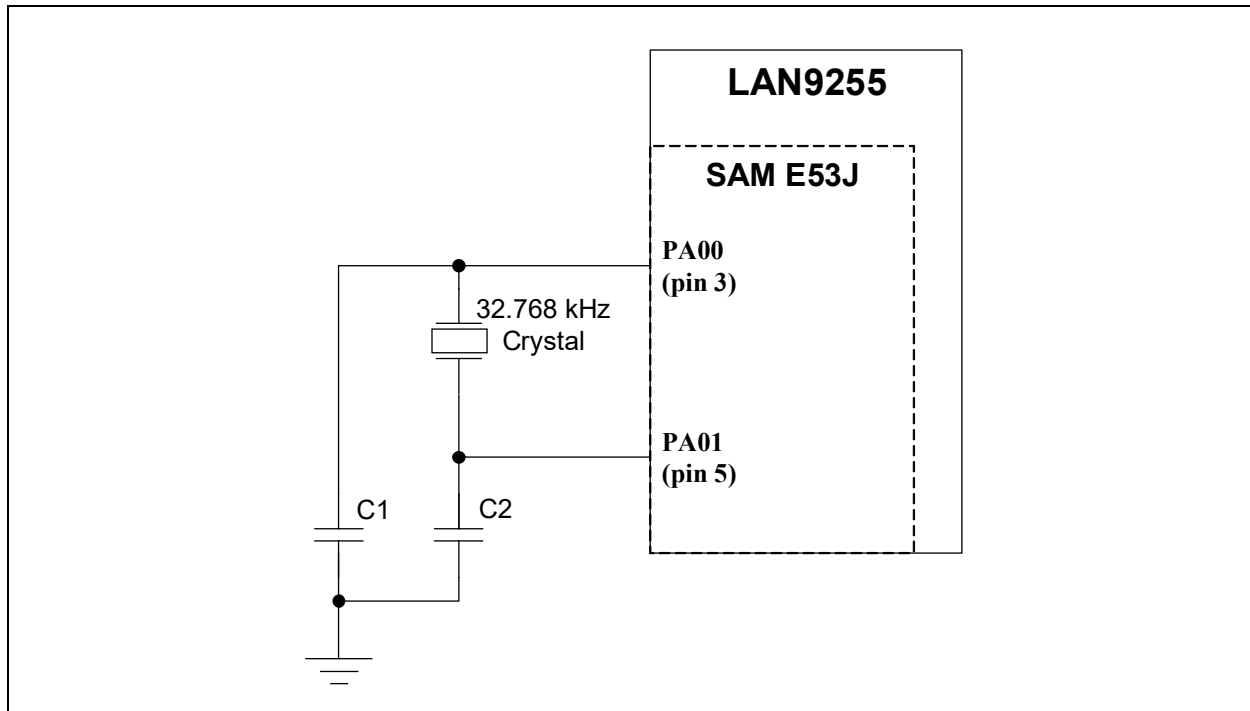 LAN9255
SAM E53J
PA00
(pin 3)
32.768 kHz
Crystal
PA01
(pin 5)
C1
C2